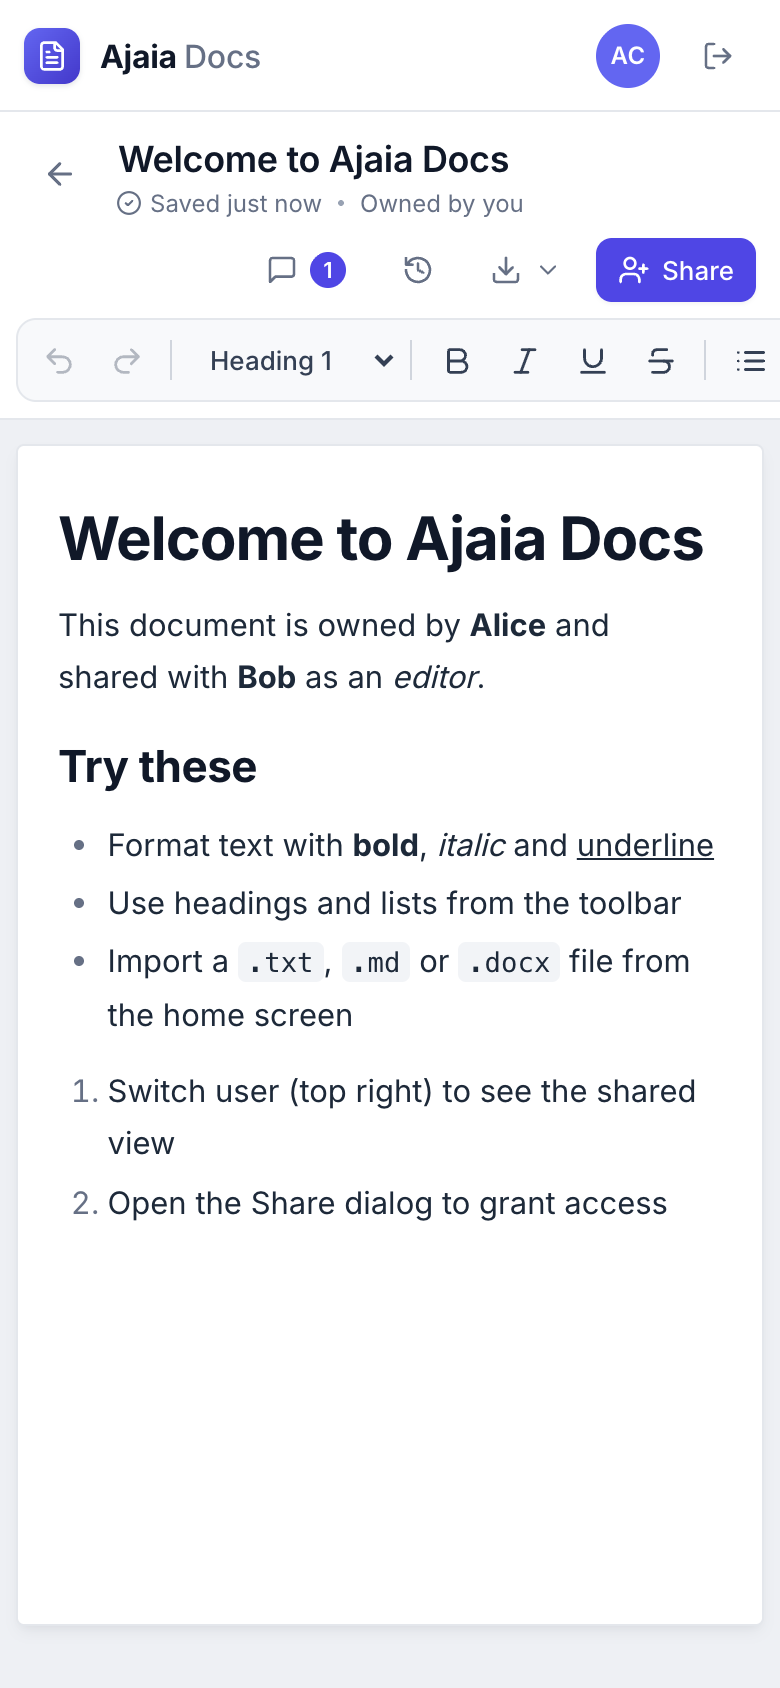 Ajaia Docs
AC
Welcome to Ajaia Docs
Saved just now • Owned by you
1
Share
Heading 1
B I U S
Welcome to Ajaia Docs
This document is owned by Alice and
shared with Bob as an editor.
Try these
• Format text with bold, italic and underline
• Use headings and lists from the toolbar
• Import a .txt, .md or .docx file from
the home screen
1. Switch user (top right) to see the shared
view
2. Open the Share dialog to grant access